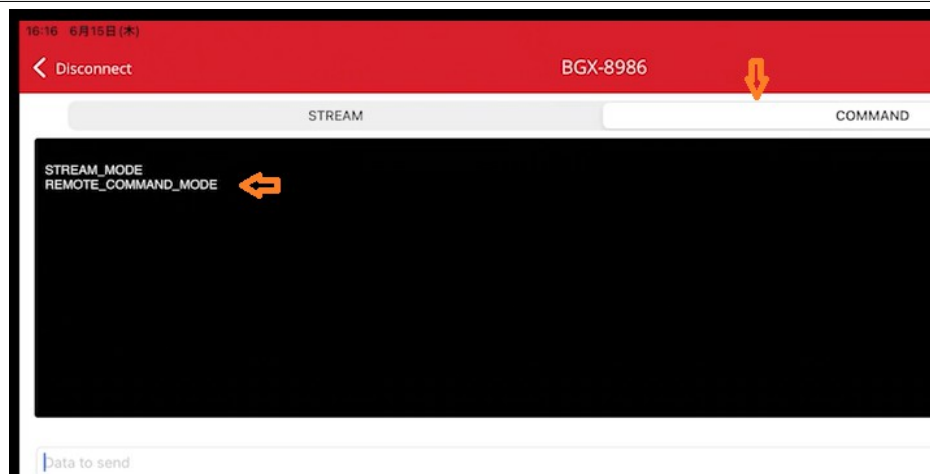 16:16 6月15日(木)
Disconnect BGX-8986
STREAM COMMAND
STREAM_MODE
REMOTE_COMMAND_MODE
Data to send